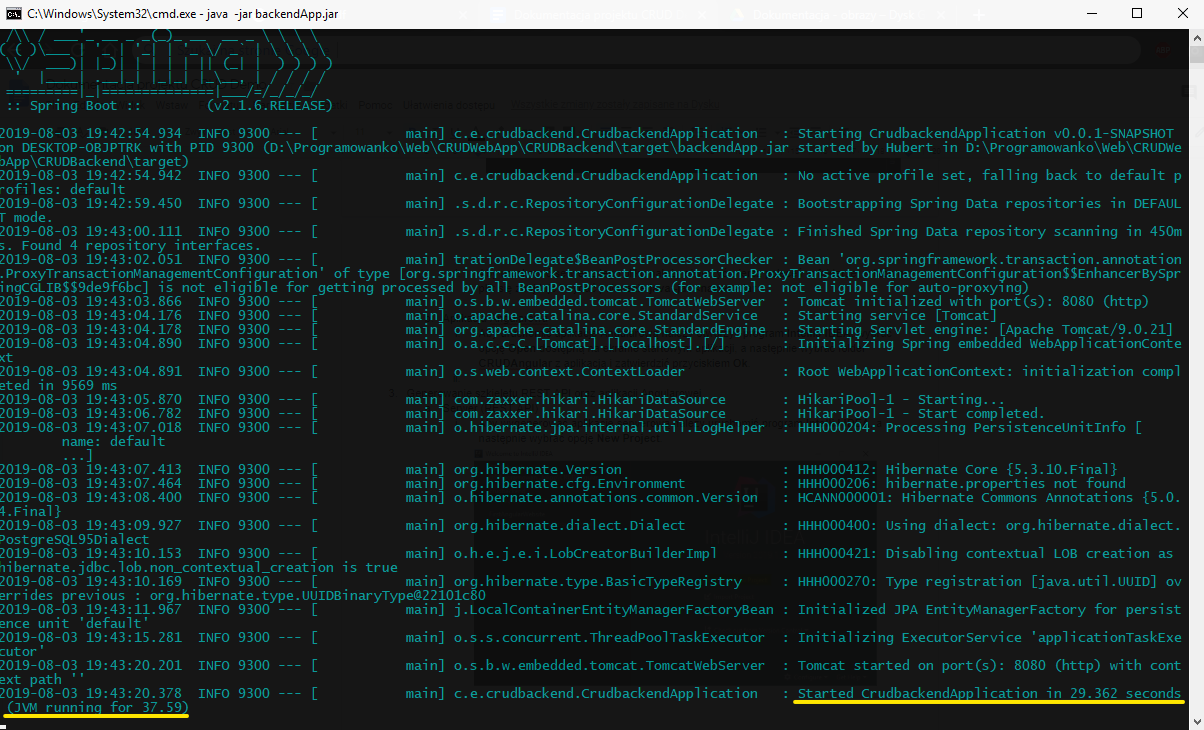 C:\Windows\System32\cmd.exe - java  -jar backendApp.jar
:: Spring Boot ::        (v2.1.6.RELEASE)
2019-08-03 19:42:54.934  INFO 9300 --- [           main] c.e.crudbackend.CrudbackendApplication   : Starting CrudbackendApplication v0.0.1-SNAPSHOT
on DESKTOP-OBJPTRK with PID 9300 (D:\Programowanko\Web\CRUDWebApp\CRUDBackend\target\backendApp.jar started by Hubert in D:\Programowanko\Web\CRUDWe
bApp\CRUDBackend\target)
2019-08-03 19:42:54.942  INFO 9300 --- [           main] c.e.crudbackend.CrudbackendApplication   : No active profile set, falling back to default p
rofiles: default
2019-08-03 19:42:59.450  INFO 9300 --- [           main] .s.d.r.c.RepositoryConfigurationDelegate : Bootstrapping Spring Data repositories in DEFAUL
T mode.
2019-08-03 19:43:00.111  INFO 9300 --- [           main] .s.d.r.c.RepositoryConfigurationDelegate : Finished Spring Data repository scanning in 450m
s. Found 4 repository interfaces.
2019-08-03 19:43:02.051  INFO 9300 --- [           main] trationDelegate$BeanPostProcessorChecker : Bean 'org.springframework.transaction.annotation
.ProxyTransactionManagementConfiguration' of type [org.springframework.transaction.annotation.ProxyTransactionManagementConfiguration$$EnhancerBySpr
ingCGLIB$$9de9f6bc] is not eligible for getting processed by all BeanPostProcessors (for example: not eligible for auto-proxying)
2019-08-03 19:43:03.866  INFO 9300 --- [           main] o.s.b.w.embedded.tomcat.TomcatWebServer  : Tomcat initialized with port(s): 8080 (http)
2019-08-03 19:43:04.176  INFO 9300 --- [           main] o.apache.catalina.core.StandardService   : Starting service [Tomcat]
2019-08-03 19:43:04.178  INFO 9300 --- [           main] org.apache.catalina.core.StandardEngine  : Starting Servlet engine: [Apache Tomcat/9.0.21]
2019-08-03 19:43:04.890  INFO 9300 --- [           main] o.a.c.c.C.[Tomcat].[localhost].[/]       : Initializing Spring embedded WebApplicationConte
xt
2019-08-03 19:43:04.891  INFO 9300 --- [           main] o.s.web.context.ContextLoader            : Root WebApplicationContext: initialization compl
eted in 9569 ms
2019-08-03 19:43:05.870  INFO 9300 --- [           main] com.zaxxer.hikari.HikariDataSource       : HikariPool-1 - Starting...
2019-08-03 19:43:06.782  INFO 9300 --- [           main] com.zaxxer.hikari.HikariDataSource       : HikariPool-1 - Start completed.
2019-08-03 19:43:07.018  INFO 9300 --- [           main] o.hibernate.jpa.internal.util.LogHelper  : HHH000204: Processing PersistenceUnitInfo [
name: default
...]
2019-08-03 19:43:07.413  INFO 9300 --- [           main] org.hibernate.Version                    : HHH000412: Hibernate Core {5.3.10.Final}
2019-08-03 19:43:07.464  INFO 9300 --- [           main] org.hibernate.cfg.Environment            : HHH000206: hibernate.properties not found
2019-08-03 19:43:08.400  INFO 9300 --- [           main] o.hibernate.annotations.common.Version   : HCANN000001: Hibernate Commons Annotations {5.0.
4.Final}
2019-08-03 19:43:09.927  INFO 9300 --- [           main] org.hibernate.dialect.Dialect            : HHH000400: Using dialect: org.hibernate.dialect.
PostgreSQL95Dialect
2019-08-03 19:43:10.153  INFO 9300 --- [           main] o.h.e.j.e.i.LobCreatorBuilderImpl        : HHH000421: Disabling contextual LOB creation as
hibernate.jdbc.lob.non_contextual_creation is true
2019-08-03 19:43:10.169  INFO 9300 --- [           main] org.hibernate.type.BasicTypeRegistry     : HHH000270: Type registration [java.util.UUID] ov
errides previous : org.hibernate.type.UUIDBinaryType@22101c80
2019-08-03 19:43:11.967  INFO 9300 --- [           main] j.LocalContainerEntityManagerFactoryBean : Initialized JPA EntityManagerFactory for persist
ence unit 'default'
2019-08-03 19:43:15.281  INFO 9300 --- [           main] o.s.s.concurrent.ThreadPoolTaskExecutor  : Initializing ExecutorService 'applicationTaskExe
cutor'
2019-08-03 19:43:20.201  INFO 9300 --- [           main] o.s.b.w.embedded.tomcat.TomcatWebServer  : Tomcat started on port(s): 8080 (http) with cont
ext path ''
2019-08-03 19:43:20.378  INFO 9300 --- [           main] c.e.crudbackend.CrudbackendApplication   : Started CrudbackendApplication in 29.362 seconds
(JVM running for 37.59)